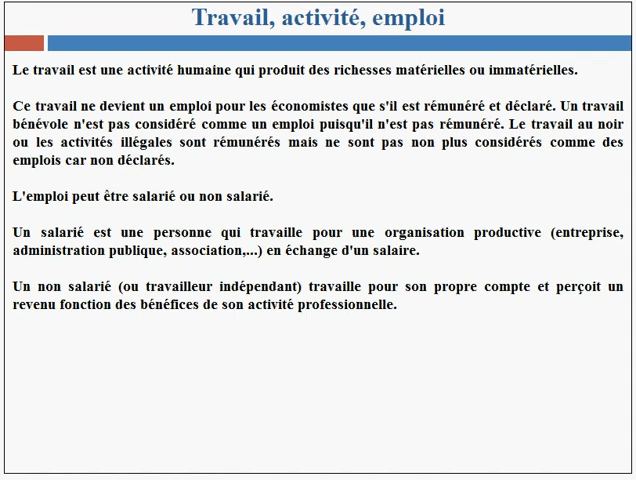 Travail, activité, emploi
Le travail est une activité humaine qui produit des richesses matérielles ou immatérielles.
Ce travail ne devient un emploi pour les économistes que s'il est rémunéré et déclaré. Un travail
bénévole n'est pas considéré comme un emploi puisqu'il n'est pas rémunéré. Le travail au noir
ou les activités illégales sont rémunérés mais ne sont pas non plus considérés comme des
emplois car non déclarés.
L'emploi peut être salarié ou non salarié.
Un salarié est une personne qui travaille pour une organisation productive (entreprise,
administration publique, association,...) en échange d'un salaire.
Un non salarié (ou travailleur indépendant) travaille pour son propre compte et perçoit un
revenu fonction des bénéfices de son activité professionnelle.